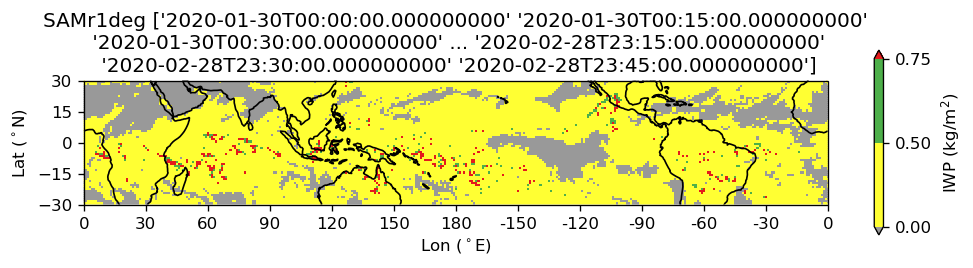 SAMr1deg ['2020-01-30T00:00:00.000000000' '2020-01-30T00:15:00.000000000'
'2020-01-30T00:30:00.000000000' ... '2020-02-28T23:15:00.000000000'
'2020-02-28T23:30:00.000000000' '2020-02-28T23:45:00.000000000']
30
15
0
−15
−30
Lat (°N)
0 30 60 90 120 150 180 -150 -120 -90 -60 -30 0
Lon (°E)
0.75
0.50
0.00
IWP (kg/m²)